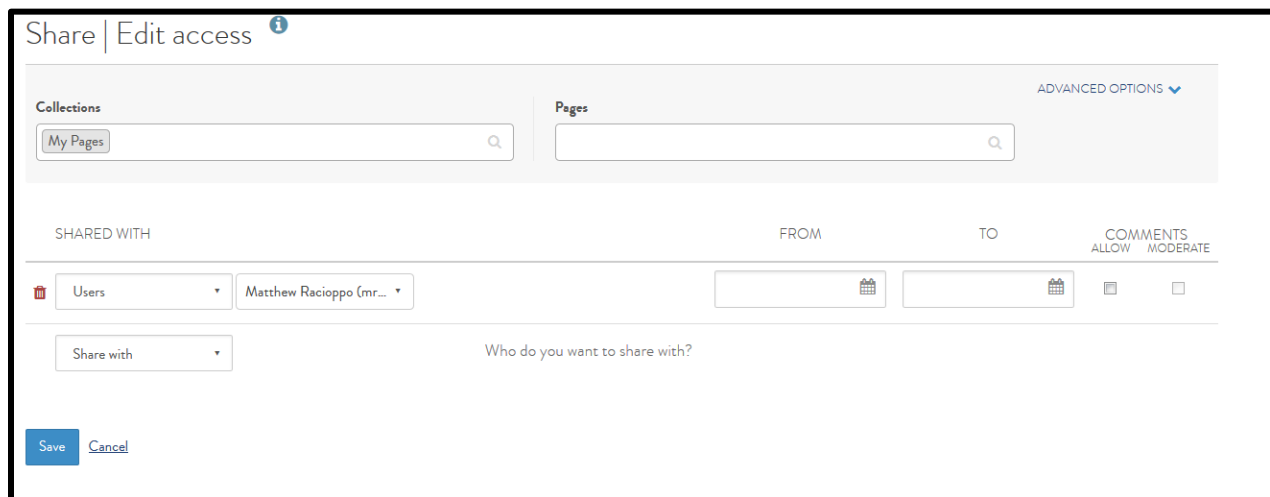 Share | Edit access
ADVANCED OPTIONS
Collections Pages
My Pages
SHARED WITH FROM TO COMMENTS
ALLOW MODERATE
Users Matthew Racioppo (mr...
Share with Who do you want to share with?
Save Cancel